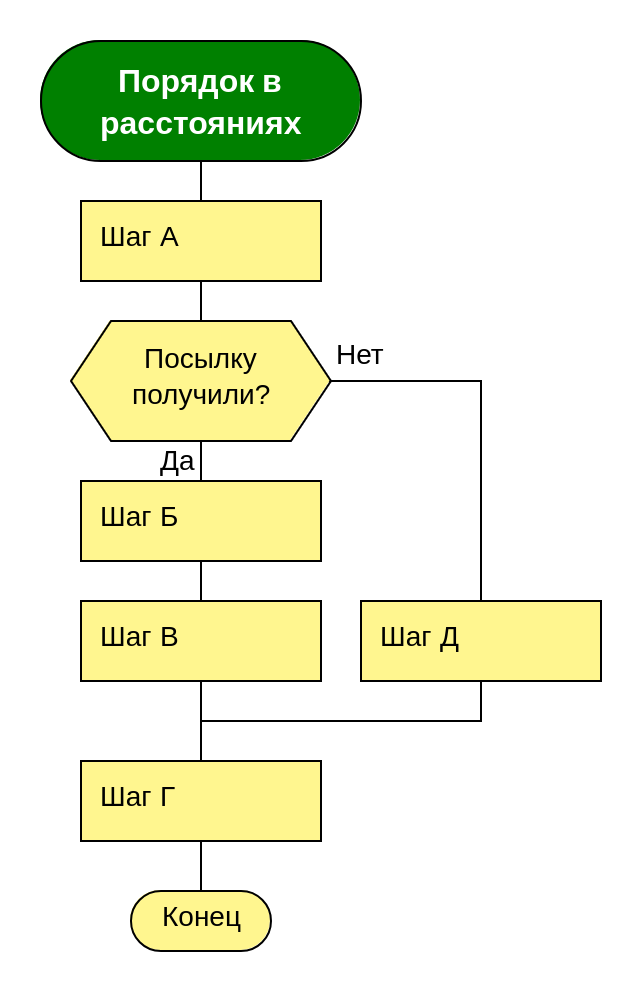 Порядок в
расстояниях
Шаг А
Посылку
получили?
Нет
Да
Шаг Б
Шаг В
Шаг Д
Шаг Г
Конец